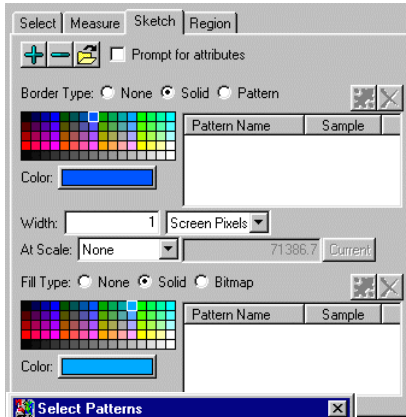 Select Measure Sketch Region
Prompt for attributes
Border Type: None Solid Pattern
Pattern Name Sample
Color:
Width: 1 Screen Pixels
At Scale: None 71386.7 Current
Fill Type: None Solid Bitmap
Pattern Name Sample
Color:
Select Patterns